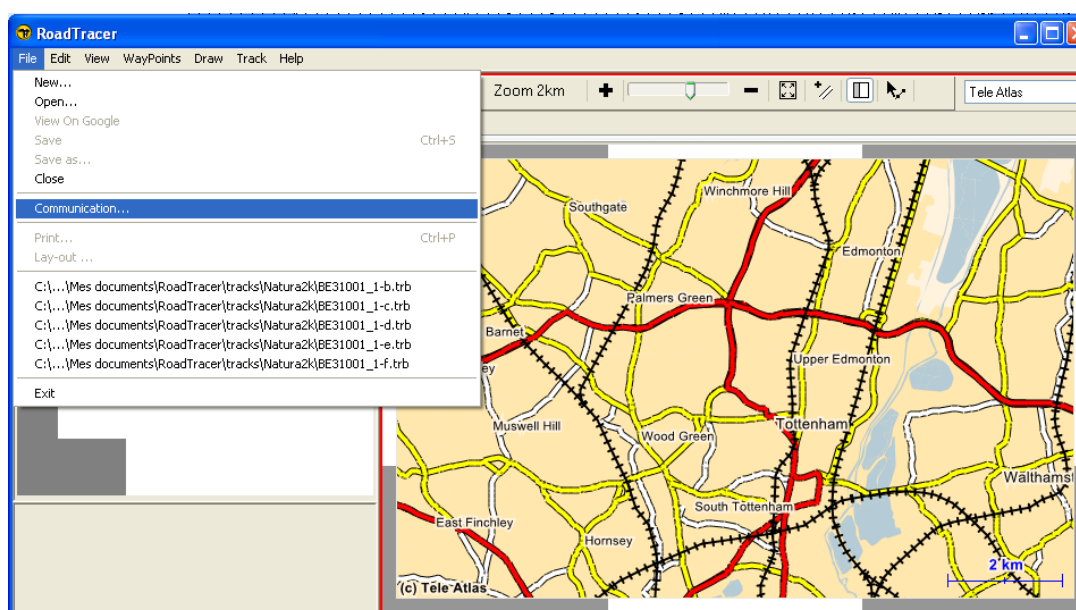 RoadTracer
File Edit View WayPoints Draw Track Help
New...
Open...
View On Google
Save Ctrl+S
Save as...
Close
Communication...
Print... Ctrl+P
Lay-out ...
C:\...\Mes documents\RoadTracer\tracks\Natura2k\BE31001_1-b.trb
C:\...\Mes documents\RoadTracer\tracks\Natura2k\BE31001_1-c.trb
C:\...\Mes documents\RoadTracer\tracks\Natura2k\BE31001_1-d.trb
C:\...\Mes documents\RoadTracer\tracks\Natura2k\BE31001_1-e.trb
C:\...\Mes documents\RoadTracer\tracks\Natura2k\BE31001_1-f.trb
Exit
Zoom 2km
Tele Atlas
Winchmore Hill
Southgate
Edmonton
Palmers Green
Barnet
ey
Upper Edmonton
Muswell Hill
Wood Green
Tottenham
Walthamst
South Tottenham
East Finchley
Hornsey
2 km
(c) Tele Atlas